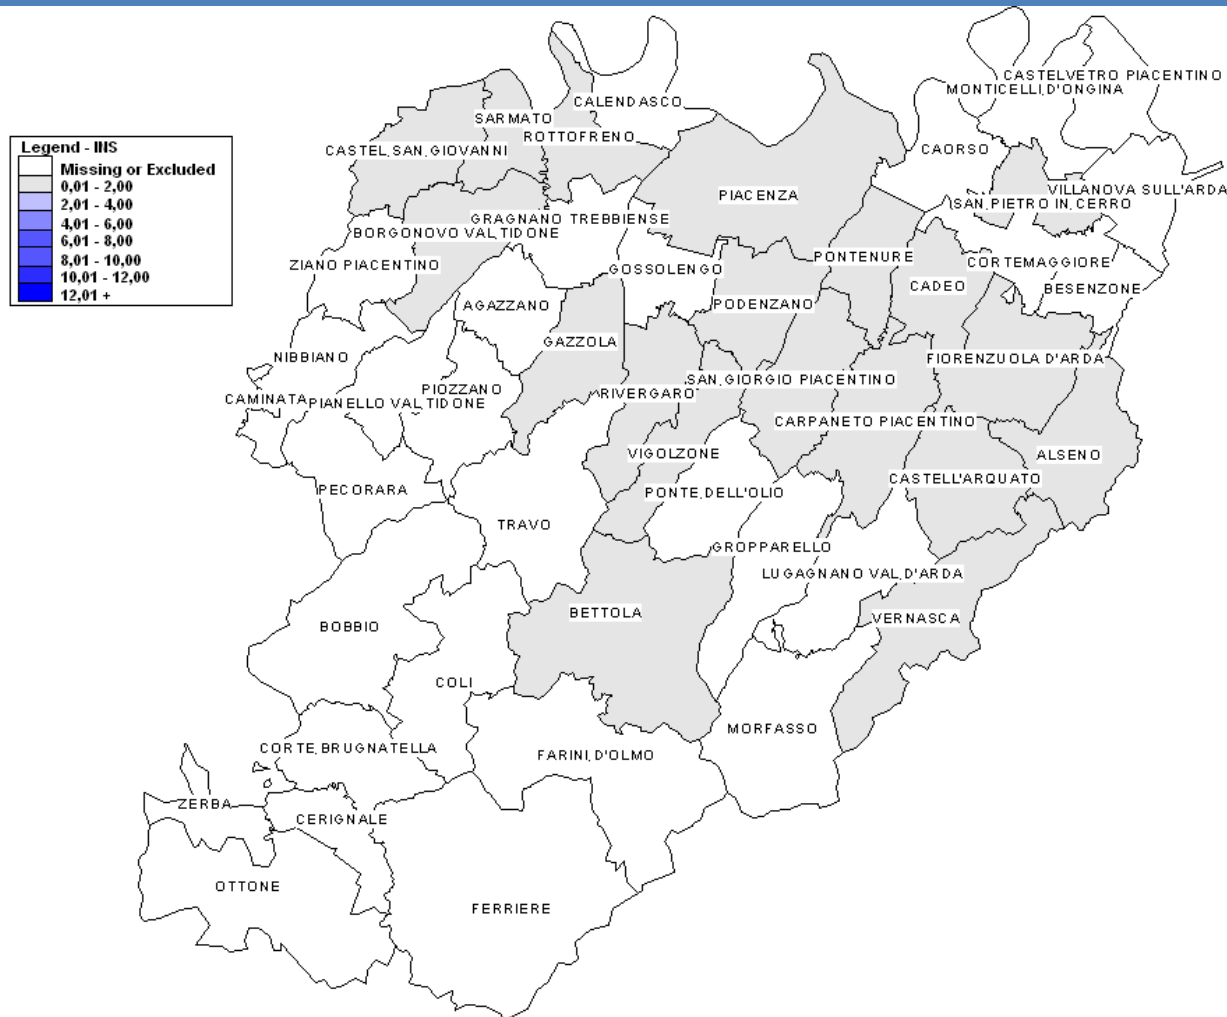 CASTELVETRO PIACENTINO
MONTICELLI,D'ONGINA
CALENDASCO
SARMATO
ROTTOFRENO
CASTEL,SAN,GIOVANNI
CAORSO
Legend - INS
Missing or Excluded
0,01 - 2,00
2,01 - 4,00
4,01 - 6,00
6,01 - 8,00
8,01 - 10,00
10,01 - 12,00
12,01 +
PIACENZA
VILLANOVA SULL'ARDA
SAN,PIETRO IN,CERRO
GRAGNANO TREBBIENSE
BORGONOVO VAL,TIDONE
ZIANO PIACENTINO
GOSSOLENGO
PONTENURE
CORTEMAGGIORE
CADEO
BESENZONE
AGAZZANO
PODENZANO
GAZZOLA
NIBBIANO
FIORENZUOLA D'ARDA
PIOZZANO
RIVERGARO
SAN,GIORGIO PIACENTINO
CAMINATA
PIANELLO VAL,TIDONE
CARPANETO PIACENTINO
VIGOLZONE
ALSENO
PECORARA
PONTE,DELL'OLIO
CASTELL'ARQUATO
TRAVO
GROPPARELLO
LUGAGNANO VAL,D'ARDA
BETTOLA
VERNASCA
BOBBIO
COLI
MORFASSO
CORTE,BRUGNATELLA
FARINI,D'OLMO
ZERBA
CERIGNALE
OTTONE
FERRIERE